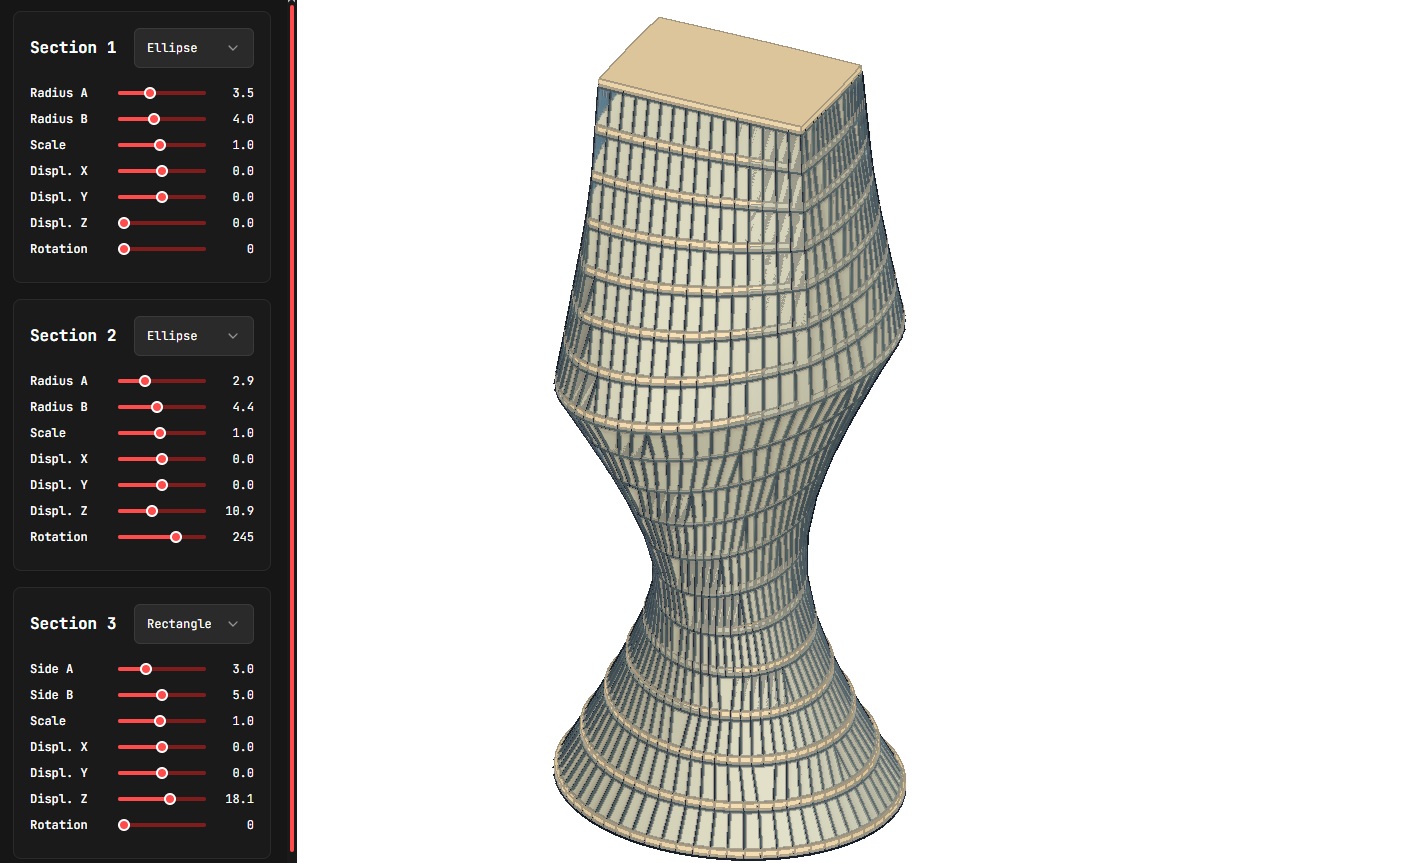 Section 1 Ellipse
Radius A 3.5
Radius B 4.0
Scale 1.0
Displ. X 0.0
Displ. Y 0.0
Displ. Z 0.0
Rotation 0
Section 2 Ellipse
Radius A 2.9
Radius B 4.4
Scale 1.0
Displ. X 0.0
Displ. Y 0.0
Displ. Z 10.9
Rotation 245
Section 3 Rectangle
Side A 3.0
Side B 5.0
Scale 1.0
Displ. X 0.0
Displ. Y 0.0
Displ. Z 18.1
Rotation 0